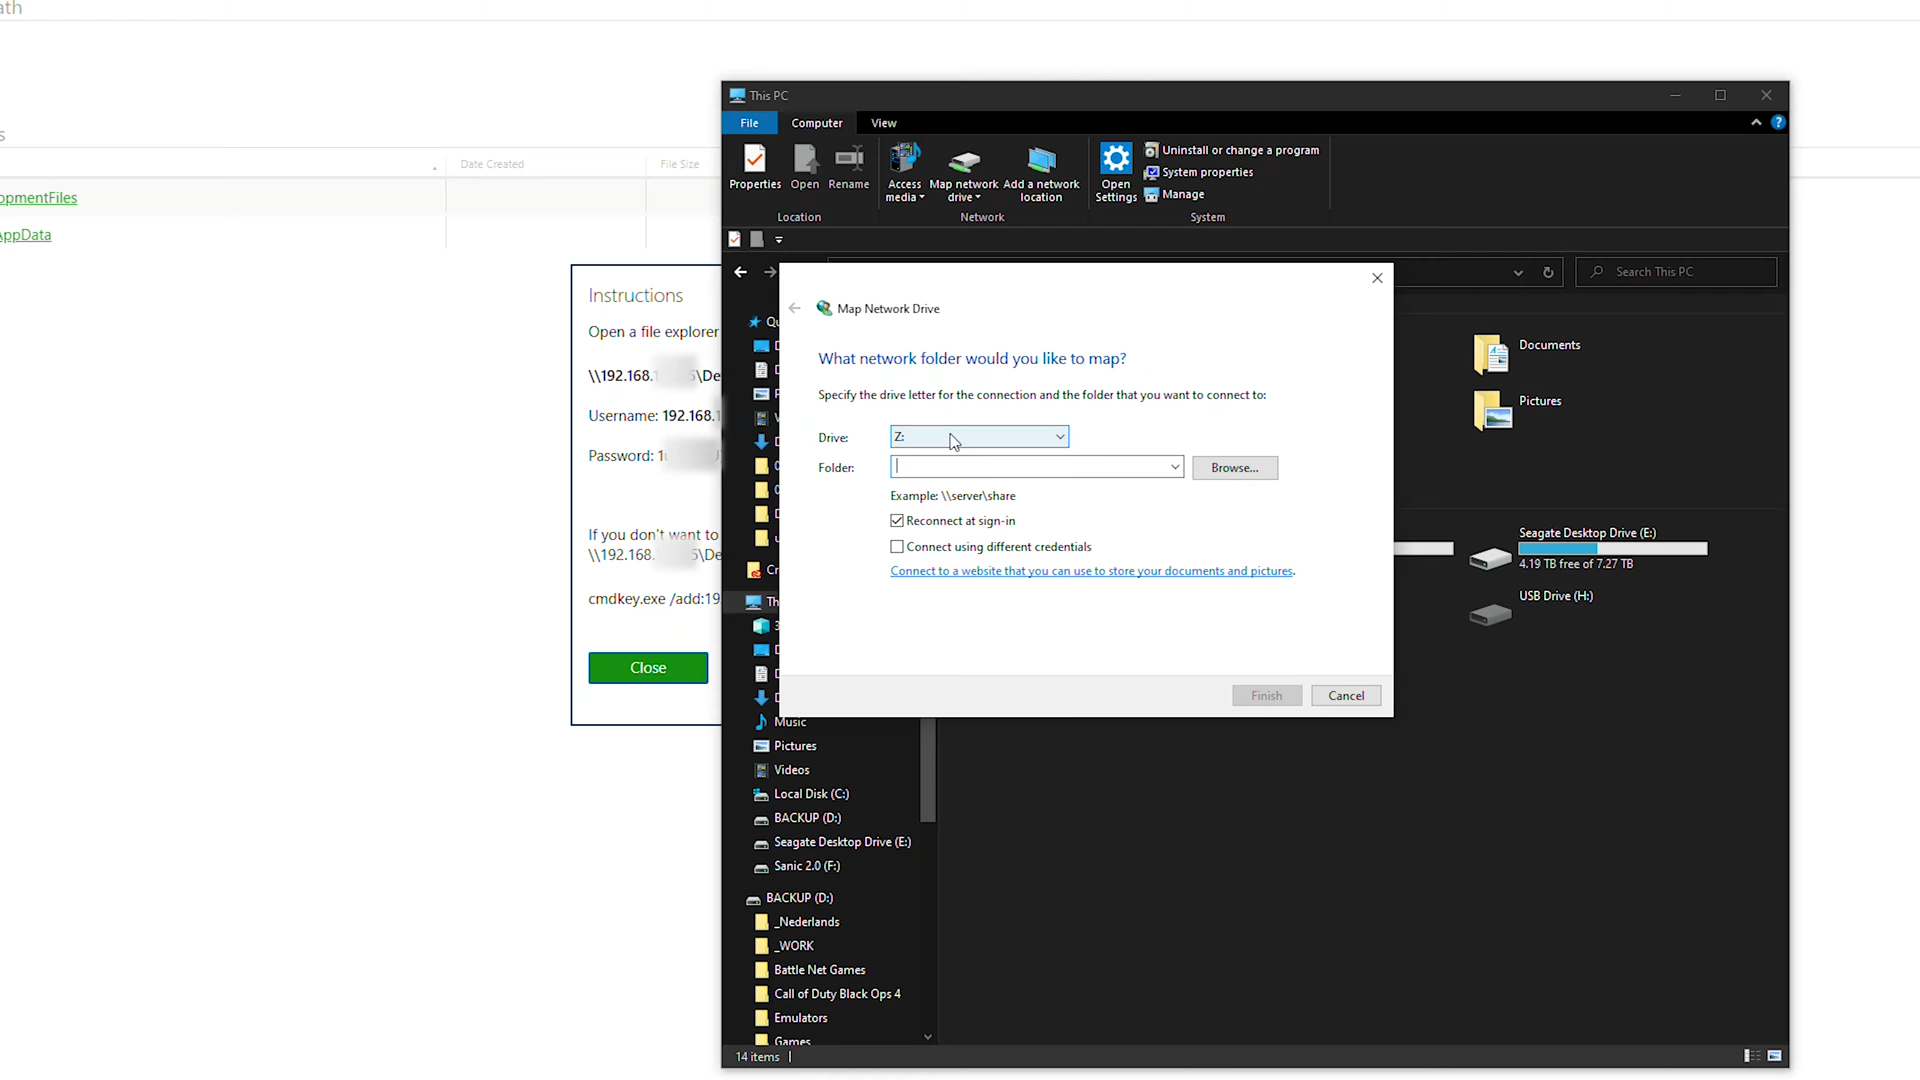 This PC
File
Computer
View
Properties
Open
Rename
Access media
Map network drive
Add a network location
Open Settings
Uninstall or change a program
System properties
Manage
Location
Network
System
Date Created
File Size
opmentFiles
AppData
Search This PC
Instructions
Open a file explorer
\\192.168.
\De
Username: 192.168.1
Password: 1
If you don't want to
\\192.168.
\De
cmdkey.exe /add:19
Close
Map Network Drive
What network folder would you like to map?
Specify the drive letter for the connection and the folder that you want to connect to:
Drive:
Z:
Folder:
Browse...
Example: \\server\share
Reconnect at sign-in
Connect using different credentials
Connect to a website that you can use to store your documents and pictures.
Finish
Cancel
Documents
Pictures
Seagate Desktop Drive (E:)
4.19 TB free of 7.27 TB
USB Drive (H:)
Music
Pictures
Videos
Local Disk (C:)
BACKUP (D:)
Seagate Desktop Drive (E:)
Sanic 2.0 (F:)
BACKUP (D:)
_Nederlands
_WORK
Battle Net Games
Call of Duty Black Ops 4
Emulators
Games
14 items